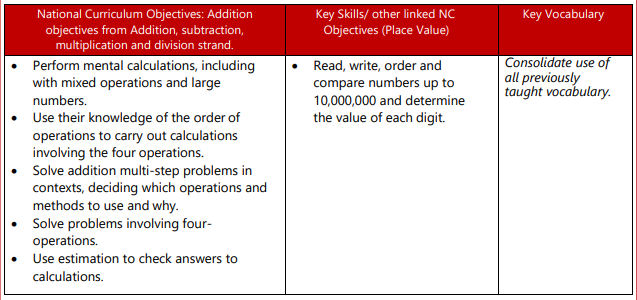 National Curriculum Objectives: Addition
objectives from Addition, subtraction,
multiplication and division strand.
Key Skills/ other linked NC
Objectives (Place Value)
Key Vocabulary
• Perform mental calculations, including
with mixed operations and large
numbers.
• Use their knowledge of the order of
operations to carry out calculations
involving the four operations.
• Solve addition multi-step problems in
contexts, deciding which operations and
methods to use and why.
• Solve problems involving four-
operations.
• Use estimation to check answers to
calculations.
• Read, write, order and
compare numbers up to
10,000,000 and determine
the value of each digit.
Consolidate use of
all previously
taught vocabulary.